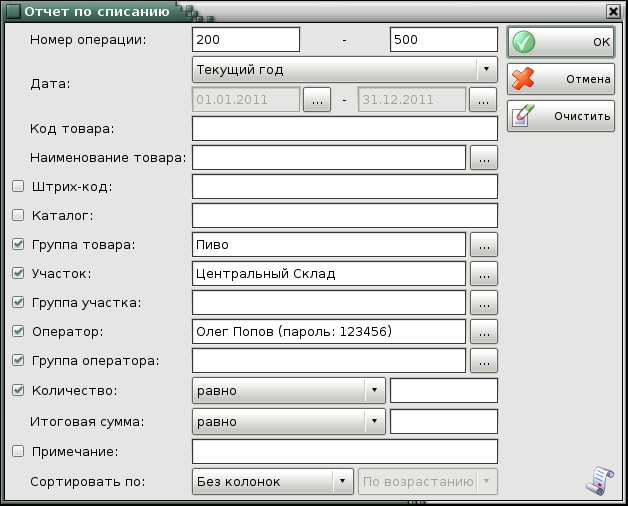 Отчет по списанию
Номер операции: 200 - 500
OK
Дата: Текущий год
Отмена
01.01.2011 ... - 31.12.2011 ...
Очистить
Код товара:
Наименование товара: ...
Штрих-код:
Каталог:
Группа товара: Пиво ...
Участок: Центральный Склад ...
Группа участка: ...
Оператор: Олег Попов (пароль: 123456) ...
Группа оператора: ...
Количество: равно
Итоговая сумма: равно
Примечание:
Сортировать по: Без колонок По возрастанию